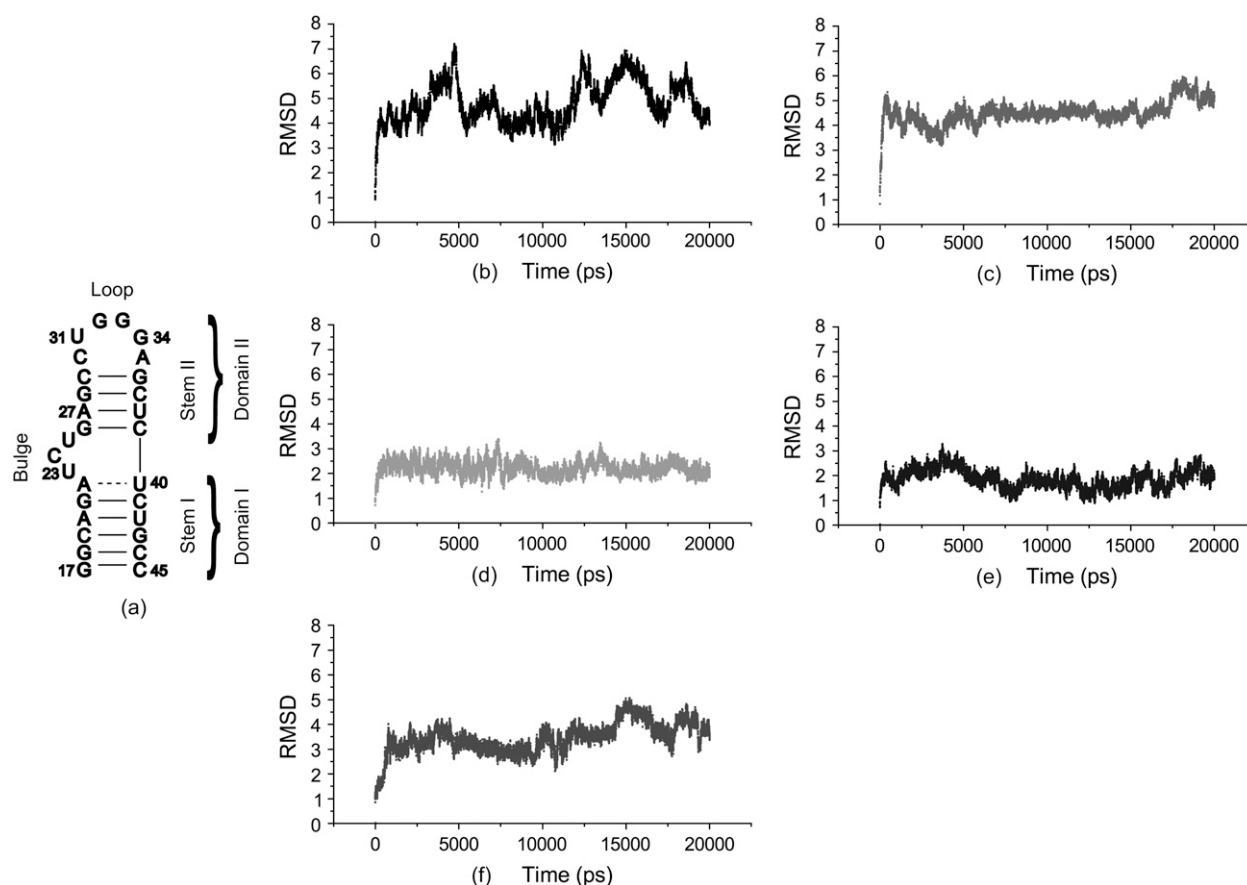 Loop
G G
31 U G 34
C A
C G
G C
27 A U
G C
U
C
23 U
A U 40
G C
A U
C G
G C
17 G C 45
Bulge
Stem II
Domain II
Stem I
Domain I
(a)
8
7
6
5
4
3
2
1
0
RMSD
0 5000 10000 15000 20000
(b) Time (ps)
8
7
6
5
4
3
2
1
0
RMSD
0 5000 10000 15000 20000
(c) Time (ps)
8
7
6
5
4
3
2
1
0
RMSD
0 5000 10000 15000 20000
(d) Time (ps)
8
7
6
5
4
3
2
1
0
RMSD
0 5000 10000 15000 20000
(e) Time (ps)
8
7
6
5
4
3
2
1
0
RMSD
0 5000 10000 15000 20000
(f) Time (ps)